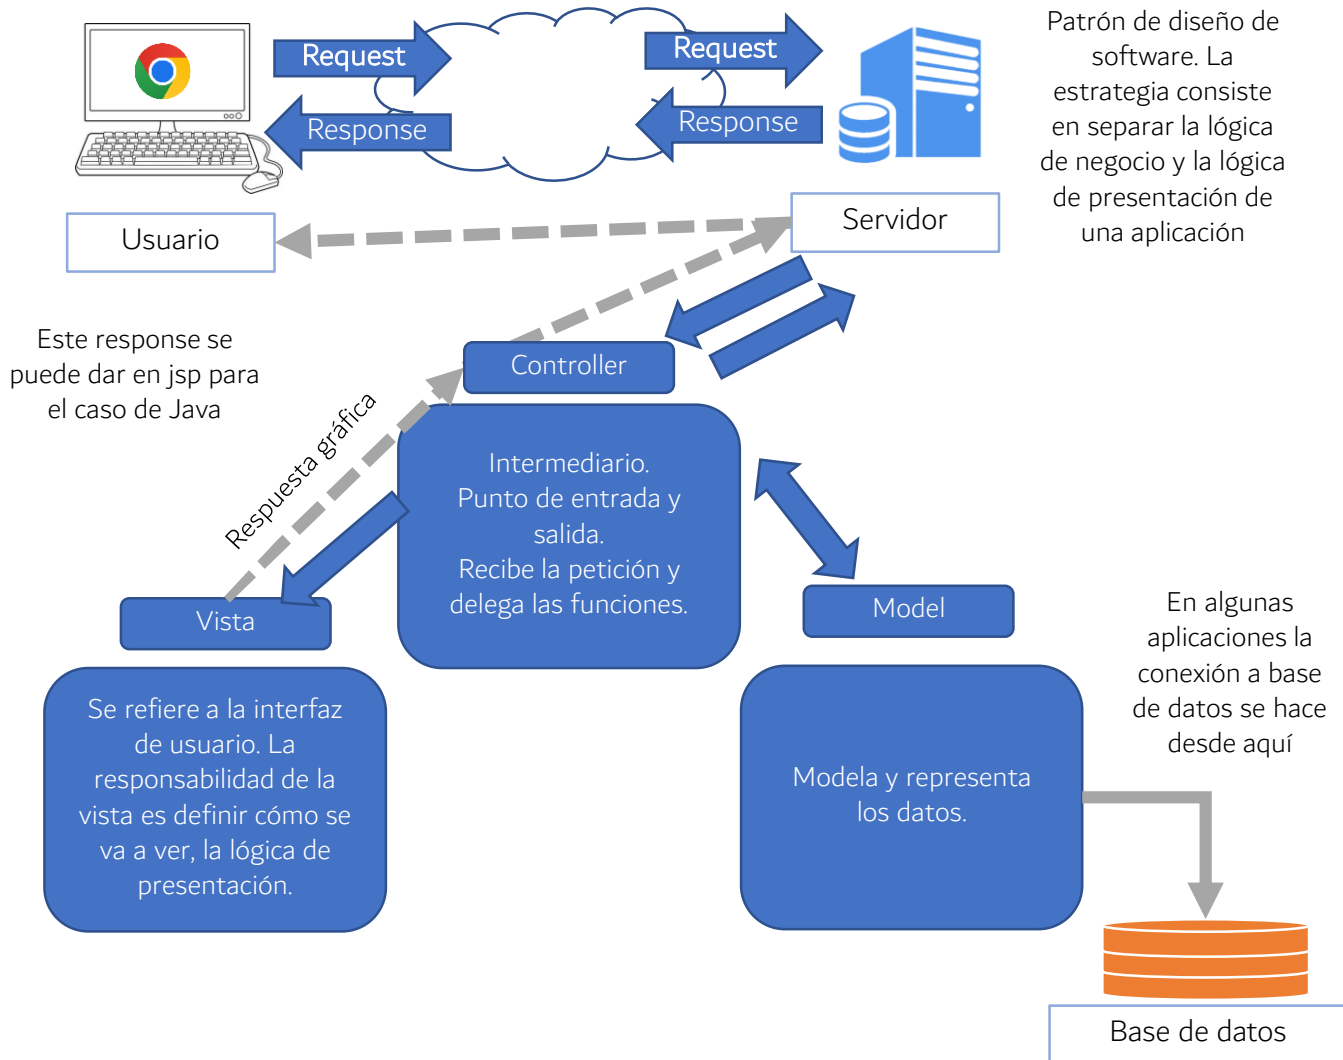 Request
Response
Request
Response
Patrón de diseño de
software. La
estrategia consiste
en separar la lógica
de negocio y la lógica
de presentación de
una aplicación
Usuario
Servidor
Este response se
puede dar en jsp para
el caso de Java
Controller
Respuesta gráfica
Intermediario.
Punto de entrada y
salida.
Recibe la petición y
delega las funciones.
Vista
Model
En algunas
aplicaciones la
conexión a base
de datos se hace
desde aquí
Se refiere a la interfaz
de usuario. La
responsabilidad de la
vista es definir cómo se
va a ver, la lógica de
presentación.
Modela y representa
los datos.
Base de datos